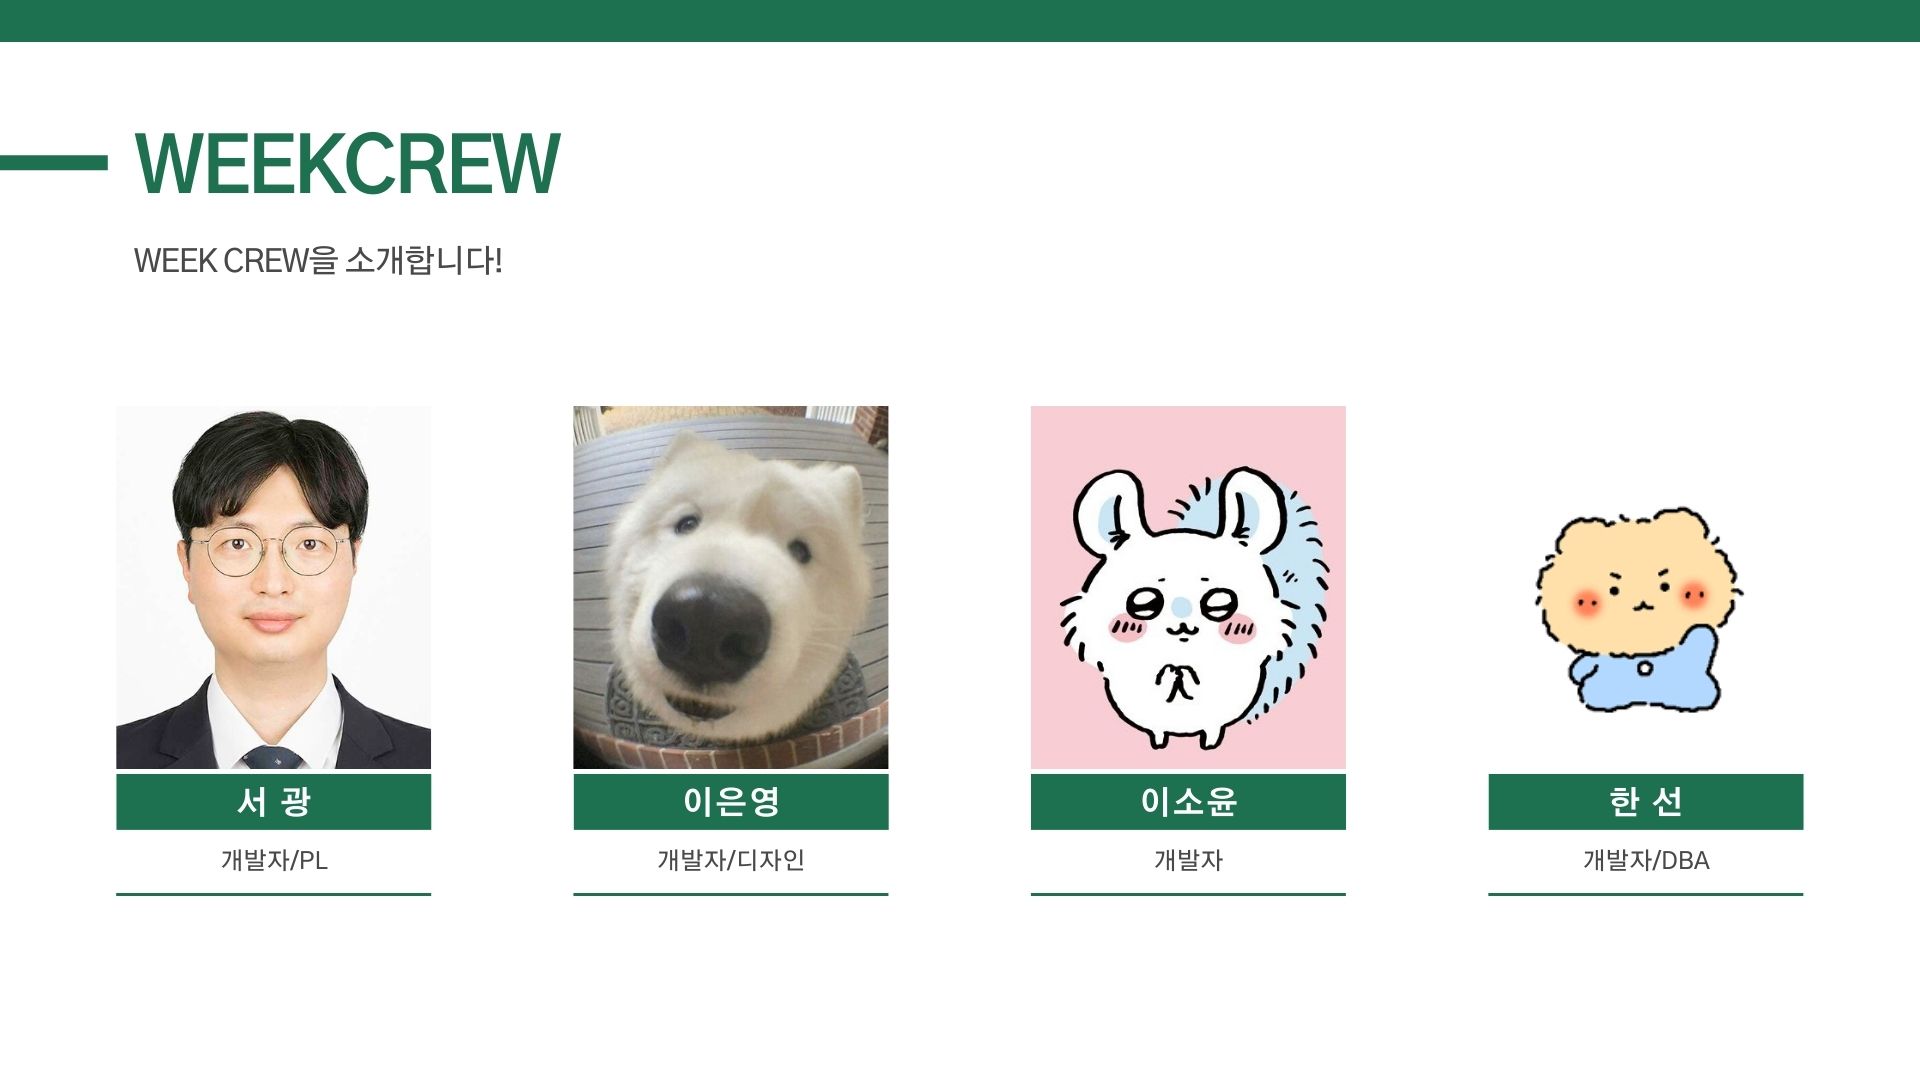 WEEKCREW
WEEK CREW을 소개합니다!
서 광
개발자/PL
이은영
개발자/디자인
이소윤
개발자
한 선
개발자/DBA